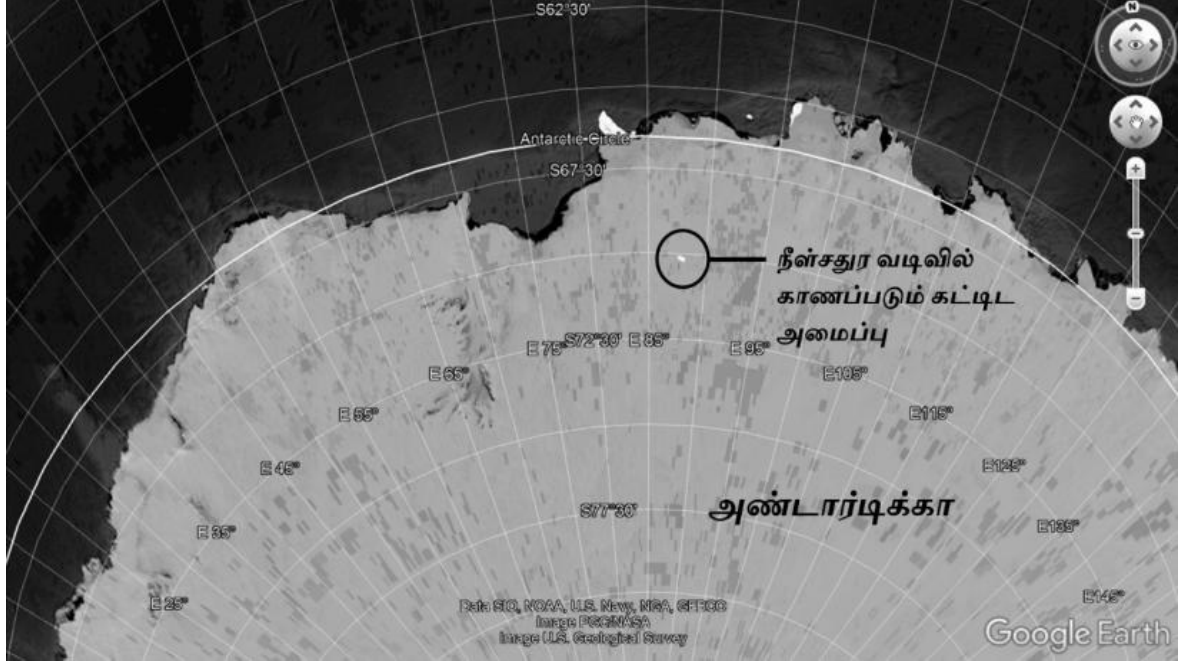 S62°30'
N
Antarctic Circle
S67°30'
நீள்சதுர வடிவில்
காணப்படும் கட்டிட
அமைப்பு
E 75° S72°30' E 85° E 95°
E 65° E105°
E 55° E115°
E 45° E125°
S77°30' அண்டார்டிக்கா
E 35° E135°
E 25° E145°
Data SIO, NOAA, U.S. Navy, NGA, GEBCO
Image PGC/NASA
Image U.S. Geological Survey
Google Earth